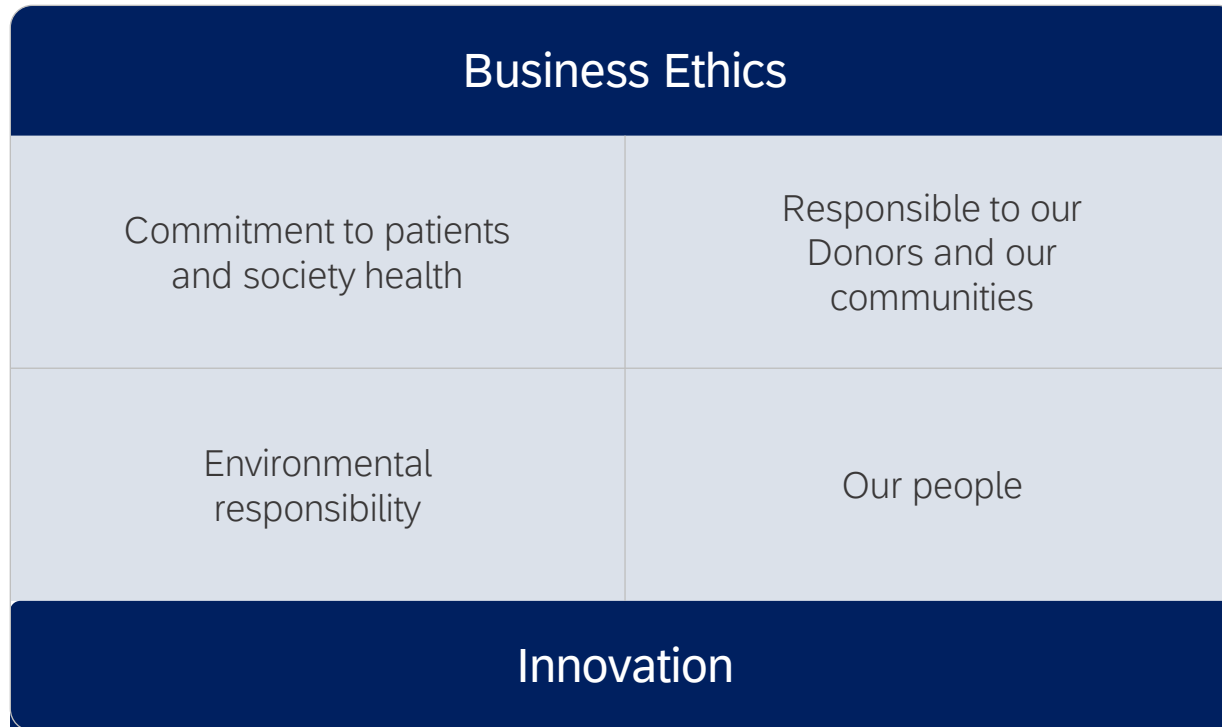 Business Ethics
Commitment to patients
and society health
Responsible to our
Donors and our
communities
Environmental
responsibility
Our people
Innovation